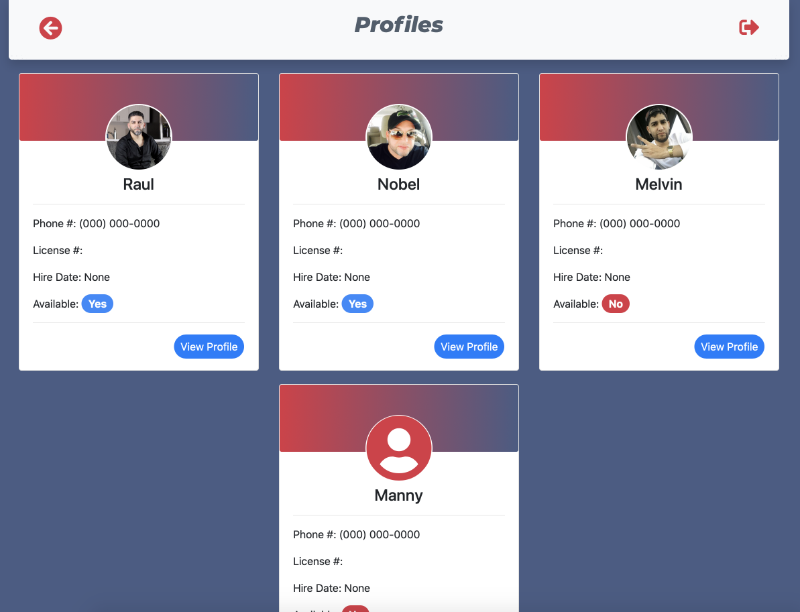 Profiles
Raul
Phone #: (000) 000-0000
License #:
Hire Date: None
Available: Yes
View Profile
Nobel
Phone #: (000) 000-0000
License #:
Hire Date: None
Available: Yes
View Profile
Melvin
Phone #: (000) 000-0000
License #:
Hire Date: None
Available: No
View Profile
Manny
Phone #: (000) 000-0000
License #:
Hire Date: None